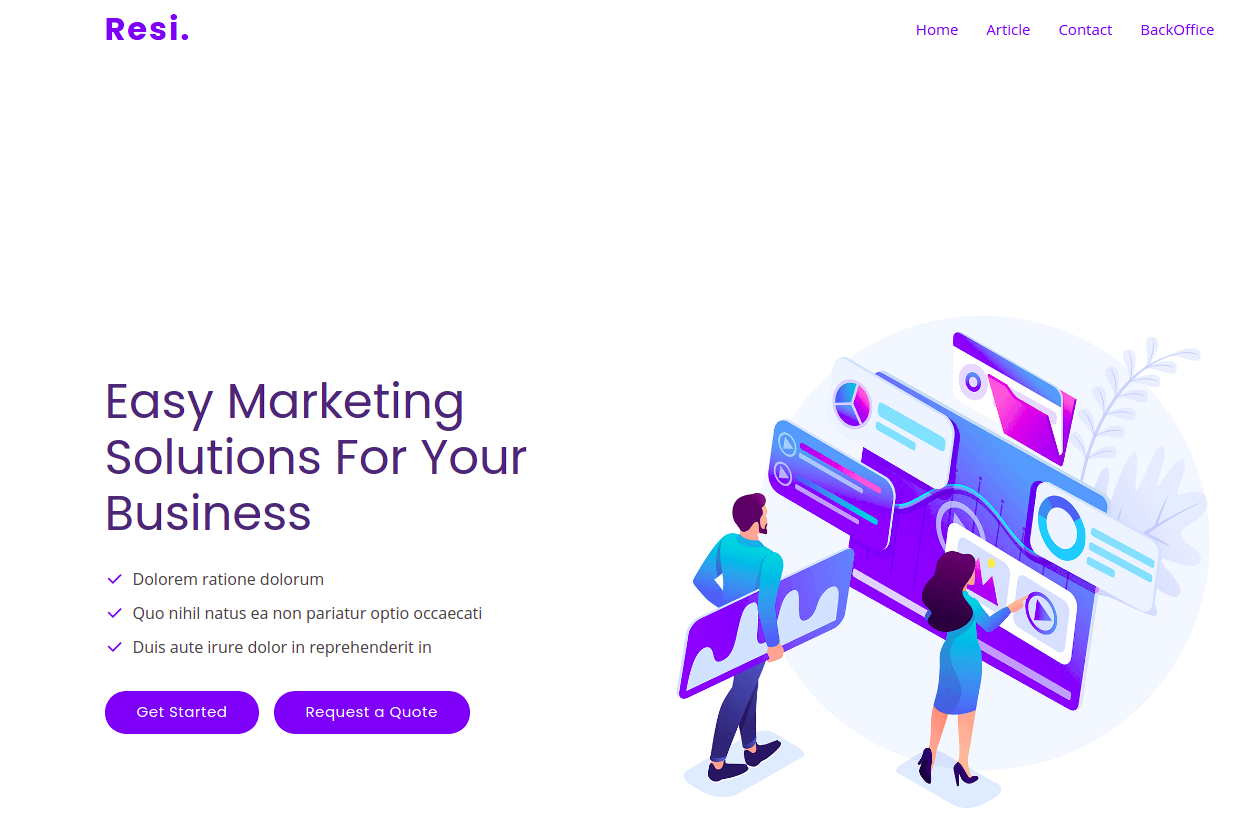 Resi.
Home Article Contact BackOffice
Easy Marketing
Solutions For Your
Business
Dolorem ratione dolorum
Quo nihil natus ea non pariatur optio occaecati
Duis aute irure dolor in reprehenderit in
Get Started Request a Quote